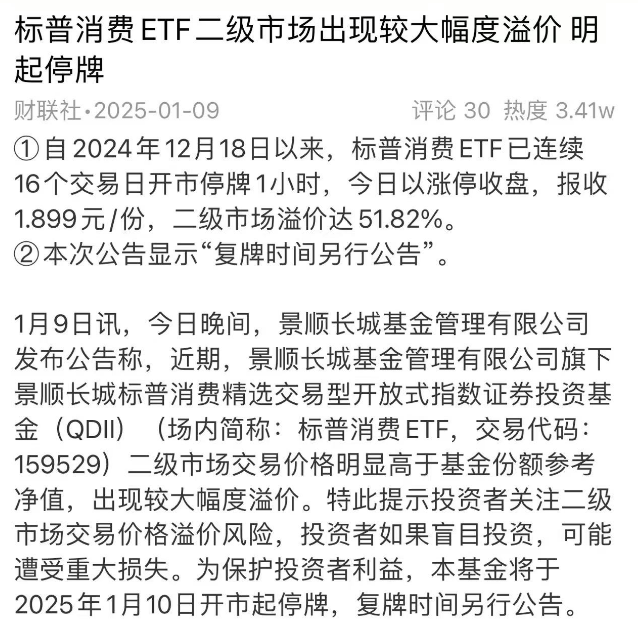 标普消费ETF二级市场出现较大幅度溢价 明
起停牌
财联社·2025-01-09 评论 30 热度 3.41w
①自2024年12月18日以来，标普消费ETF已连续
16个交易日开市停牌1小时，今日以涨停收盘，报收
1.899元/份，二级市场溢价达51.82%。
②本次公告显示“复牌时间另行公告”。
1月9日讯，今日晚间，景顺长城基金管理有限公司
发布公告称，近期，景顺长城基金管理有限公司旗下
景顺长城标普消费精选交易型开放式指数证券投资基
金（QDII）（场内简称：标普消费ETF，交易代码：
159529）二级市场交易价格明显高于基金份额参考
净值，出现较大幅度溢价。特此提示投资者关注二级
市场交易价格溢价风险，投资者如果盲目投资，可能
遭受重大损失。为保护投资者利益，本基金将于
2025年1月10日开市起停牌，复牌时间另行公告。